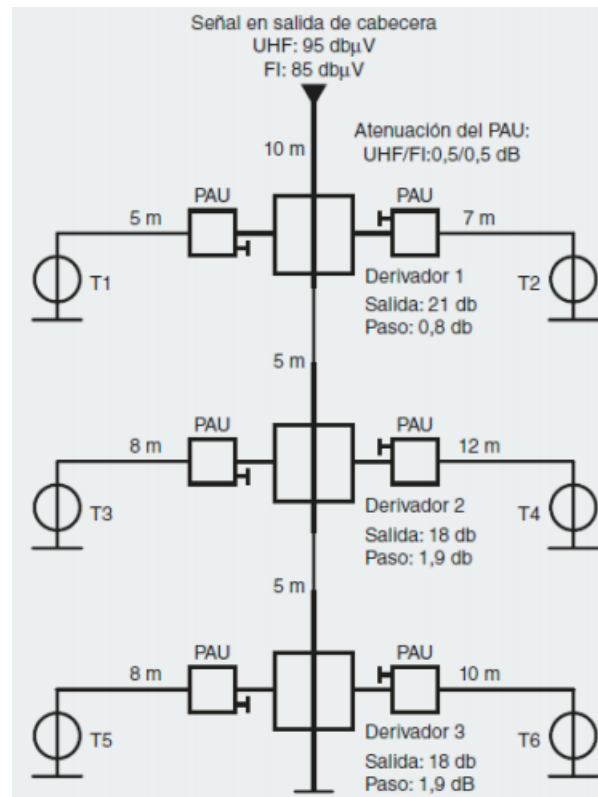 Señal en salida de cabecera
UHF: 95 dbµV
FI: 85 dbµV
10 m
Atenuación del PAU:
UHF/FI:0,5/0,5 dB
5 m
PAU
PAU
7 m
T1
T2
Derivador 1
Salida: 21 db
Paso: 0,8 db
5 m
8 m
PAU
PAU
12 m
T3
T4
Derivador 2
Salida: 18 db
Paso: 1,9 db
5 m
8 m
PAU
PAU
10 m
T5
T6
Derivador 3
Salida: 18 db
Paso: 1,9 dB